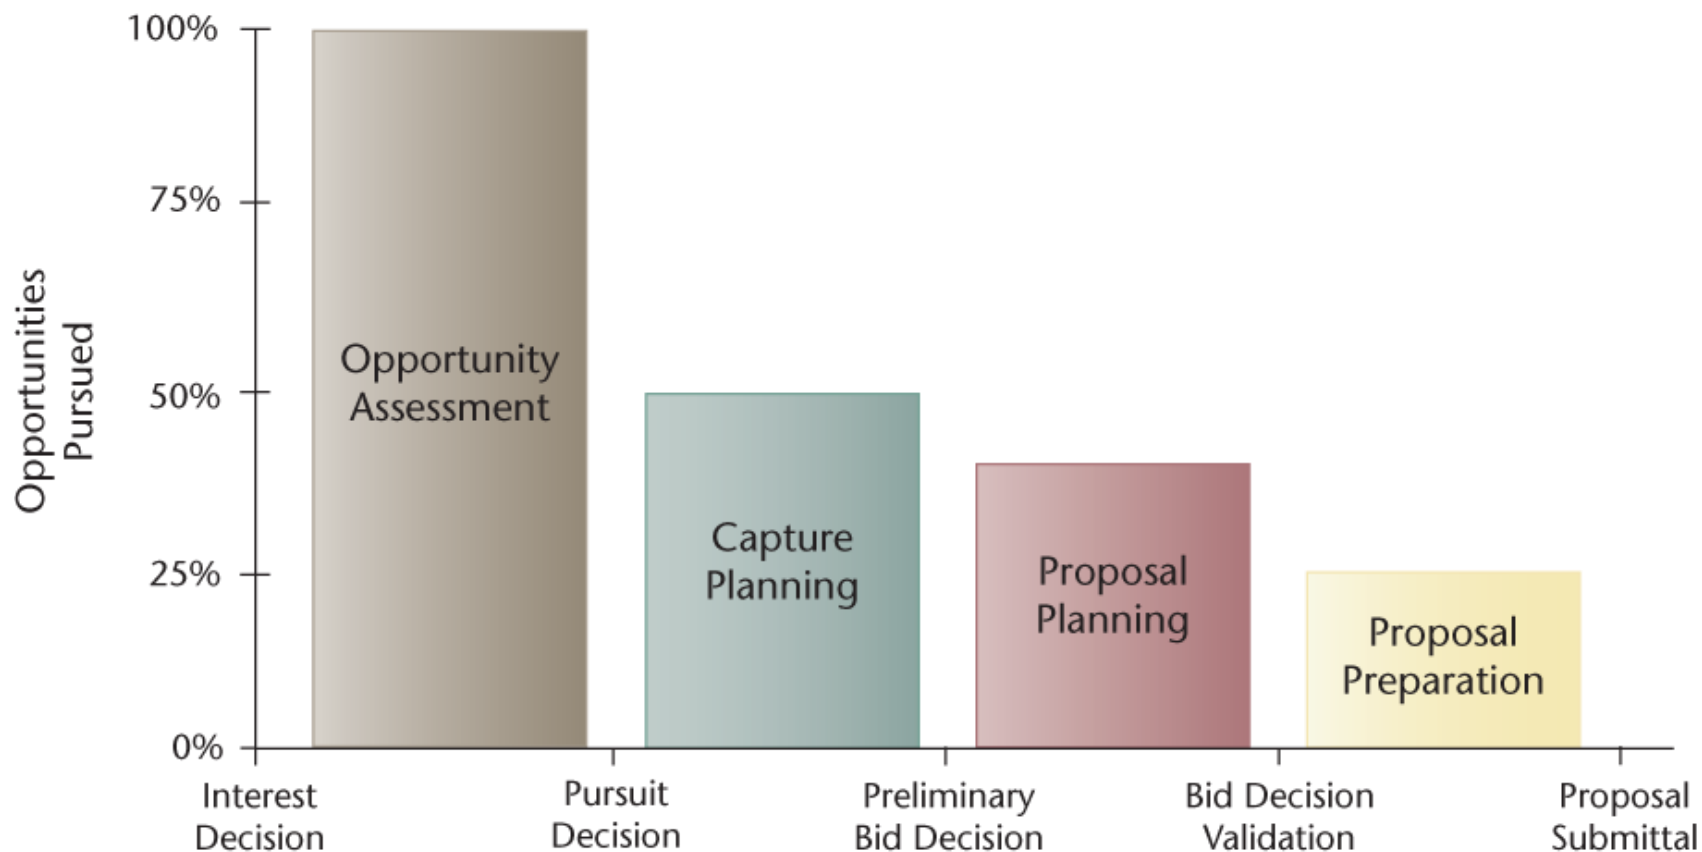 100%
75%
50%
25%
0%
Opportunities
Pursued
Opportunity
Assessment
Capture
Planning
Proposal
Planning
Proposal
Preparation
Interest
Decision
Pursuit
Decision
Preliminary
Bid Decision
Bid Decision
Validation
Proposal
Submittal